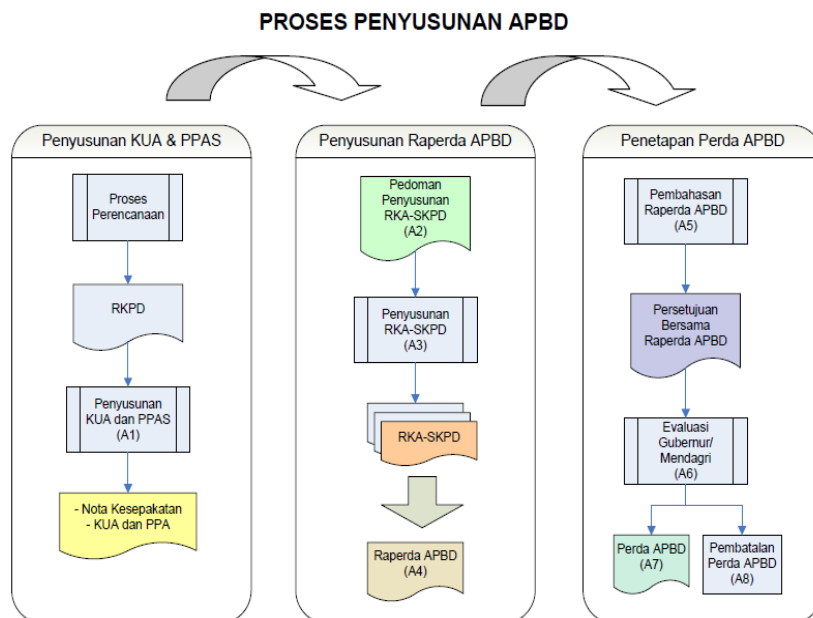 PROSES PENYUSUNAN APBD
Penyusunan KUA & PPAS
Proses
Perencanaan
RKPD
Penyusunan
KUA dan PPAS
(A1)
- Nota Kesepakatan
- KUA dan PPA
Penyusunan Raperda APBD
Pedoman
Penyusunan
RKA-SKPD
(A2)
Penyusunan
RKA-SKPD
(A3)
RKA-SKPD
Raperda APBD
(A4)
Penetapan Perda APBD
Pembahasan
Raperda APBD
(A5)
Persetujuan
Bersama
Raperda APBD
Evaluasi
Gubernur/
Mendagri
(A6)
Perda APBD
(A7)
Pembatalan
Perda APBD
(A8)